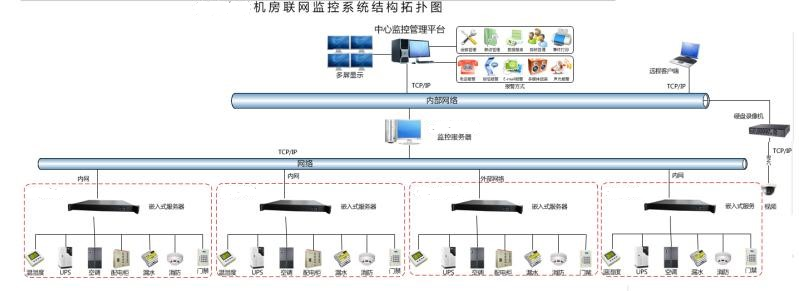 机房联网监控系统结构拓扑图
中心监控管理平台
多屏显示
报警方式
远程客户端
TCP/IP
TCP/IP
内部网络
硬盘录像机
监控服务器
TCP/IP
TCP/IP
网络
内网
内网
外部网络
内网
嵌入式服务器
嵌入式服务器
嵌入式服务器
嵌入式服务
视频
温湿度 UPS 空调 配电柜 漏水 消防 门禁
温湿度 UPS 空调 配电柜 漏水 消防 门禁
UPS 空调 配电柜 漏水 消防 门禁
温湿度 UPS 空调 漏水 消防 门禁